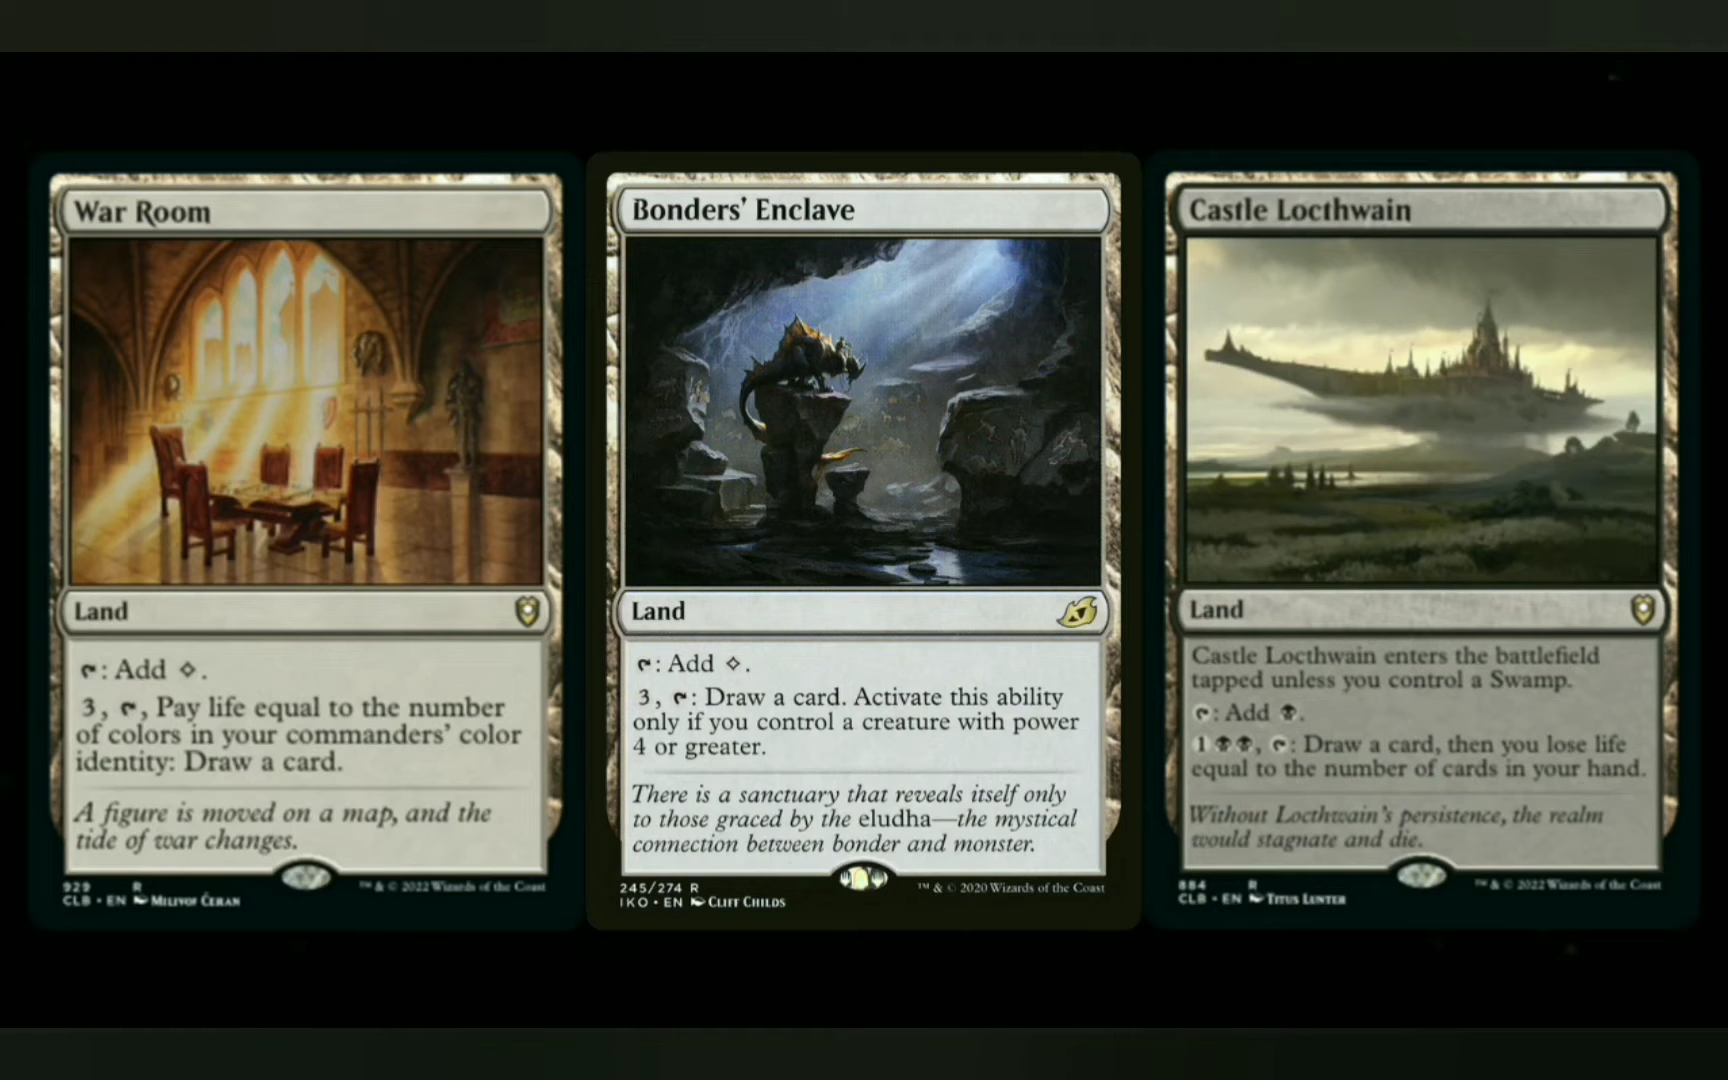 War Room
Land
: Add .
3, , Pay life equal to the number
of colors in your commanders' color
identity: Draw a card.
A figure is moved on a map, and the
tide of war changes.
929 R
CLB • EN Milivoj Ćeran
™ & © 2022 Wizards of the Coast
Bonders' Enclave
Land
: Add .
3, : Draw a card. Activate this ability
only if you control a creature with power
4 or greater.
There is a sanctuary that reveals itself only
to those graced by the eludha—the mystical
connection between bonder and monster.
245/274 R
IKO • EN Cliff Childs
™ & © 2020 Wizards of the Coast
Castle Locthwain
Land
Castle Locthwain enters the battlefield
tapped unless you control a Swamp.
: Add .
1 , : Draw a card, then you lose life
equal to the number of cards in your hand.
Without Locthwain's persistence, the realm
would stagnate and die.
884 R
CLB • EN Titus Lunter
™ & © 2022 Wizards of the Coast